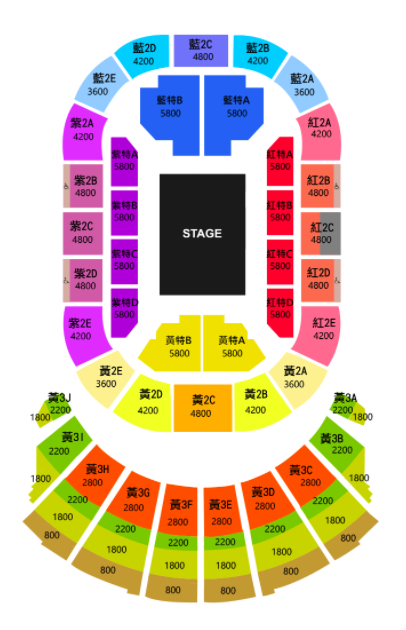 藍2D
4200
藍2C
4800
藍2B
4200
藍2E
3600
藍2A
3600
藍特B
5800
藍特A
5800
紫2A
4200
紅2A
4200
紫特A
5800
紅特A
5800
紫2B
4800
紅2B
4800
紫特B
5800
紅特B
5800
紫2C
4800
STAGE
紅2C
4800
紫特C
5800
紅特C
5800
紫2D
4800
紅2D
4800
紫特D
5800
紅特D
5800
紫2E
4200
紅2E
4200
黃特B
5800
黃特A
5800
黃2E
3600
黃2A
3600
黃2D
4200
黃2C
4800
黃2B
4200
黃3J
2200
1800
黃3A
2200
1800
黃3I
2200
1800
黃3B
2200
1800
黃3H
2800
2200
1800
800
黃3G
2800
2200
1800
800
黃3F
2800
2200
1800
800
黃3E
2800
2200
1800
800
黃3D
2800
2200
1800
800
黃3C
2800
2200
1800
800